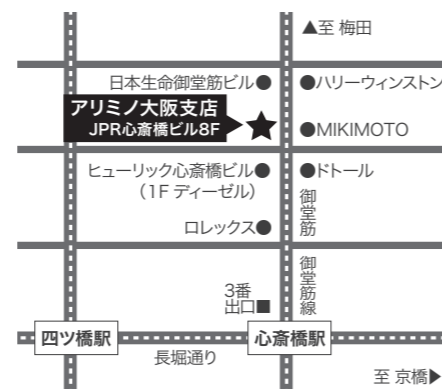 ▲至 梅田
日本生命御堂筋ビル●
●ハリーウィンストン
アリミノ大阪支店
JPR心斎橋ビル8F
●MIKIMOTO
ヒューリック心斎橋ビル●
(1F ディーゼル)
●ドトール
御堂筋
ロレックス●
御堂筋線
3番
出口■
四ツ橋駅
心斎橋駅
長堀通り
至 京橋▶